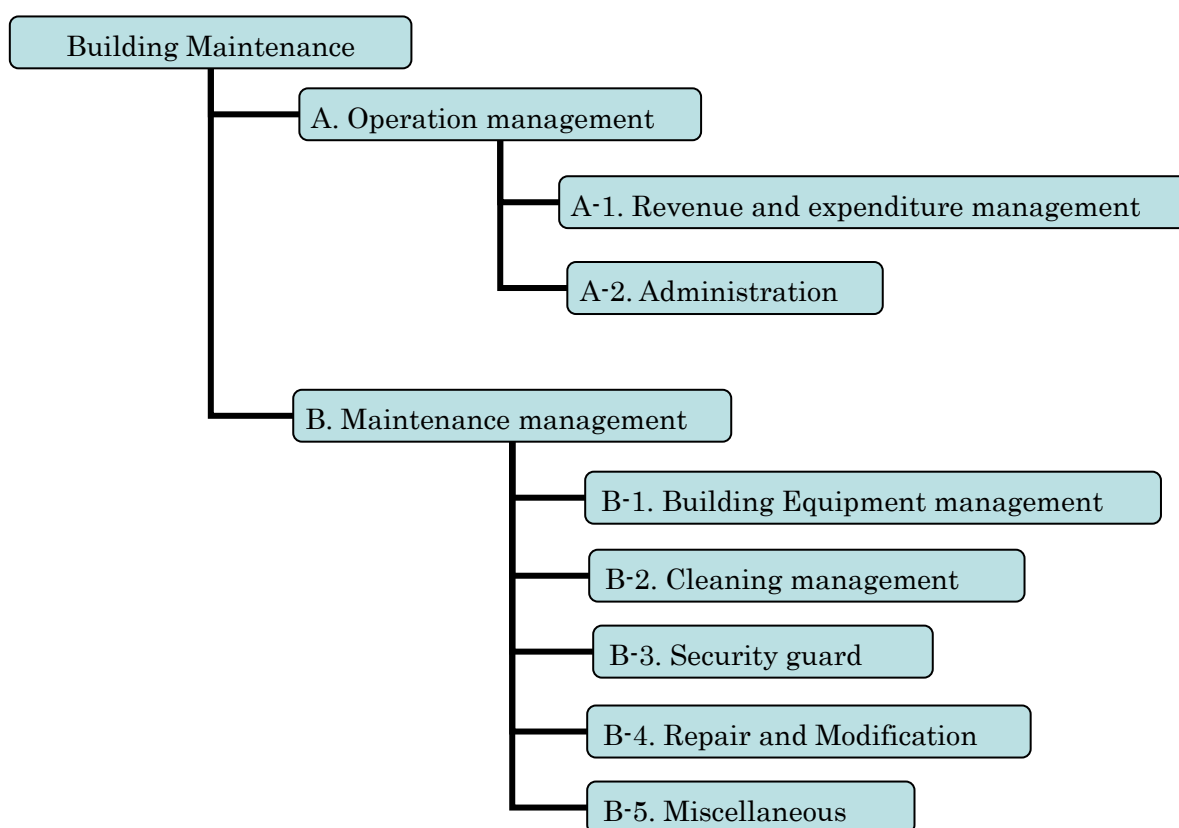 Building Maintenance
A. Operation management
A-1. Revenue and expenditure management
A-2. Administration
B. Maintenance management
B-1. Building Equipment management
B-2. Cleaning management
B-3. Security guard
B-4. Repair and Modification
B-5. Miscellaneous